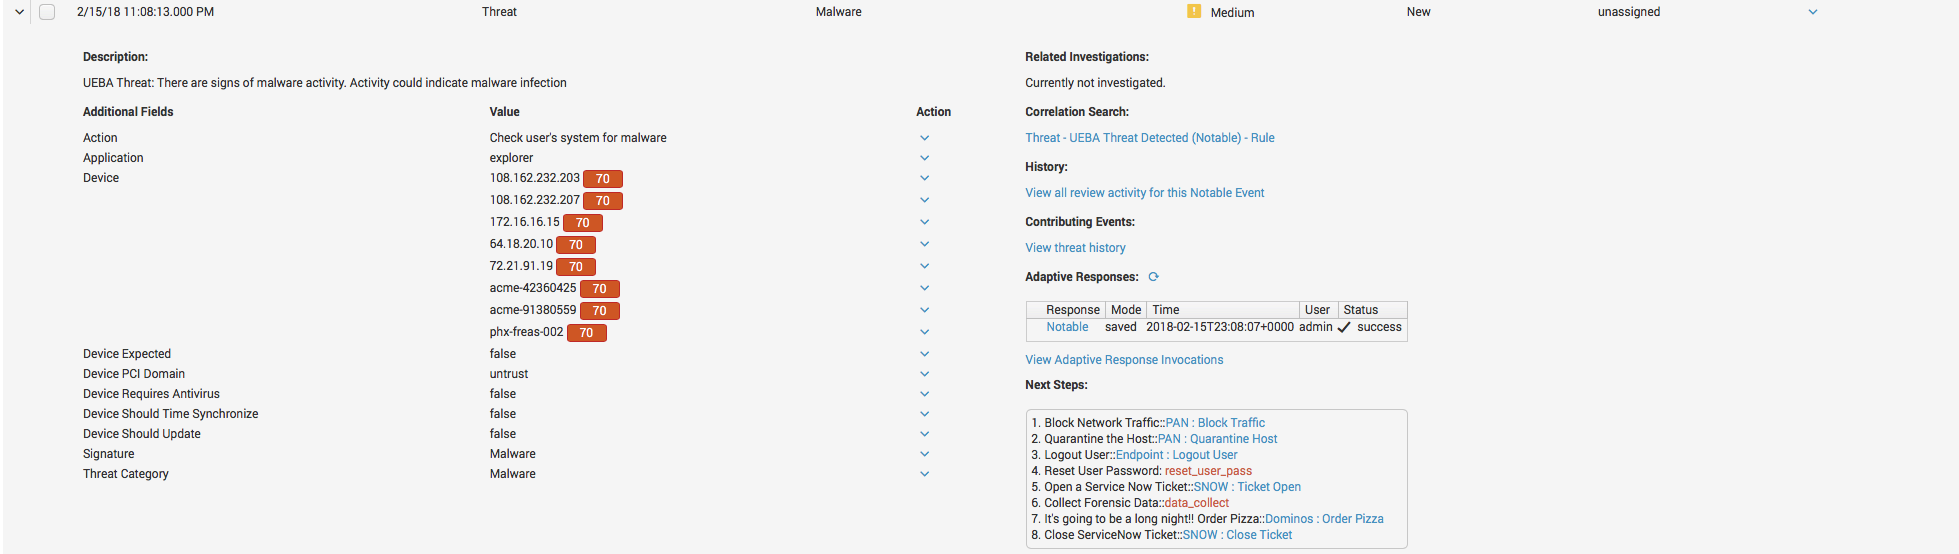 2/15/18 11:08:13.000 PM Threat Malware ! Medium New unassigned
Description:
UEBA Threat: There are signs of malware activity. Activity could indicate malware infection
Additional Fields Value Action
Action Check user's system for malware
Application explorer
Device 108.162.232.203 70
108.162.232.207 70
172.16.16.15 70
64.18.20.10 70
72.21.91.19 70
acme-42360425 70
acme-91380559 70
phx-freas-002 70
Device Expected false
Device PCI Domain untrust
Device Requires Antivirus false
Device Should Time Synchronize false
Device Should Update false
Signature Malware
Threat Category Malware
Related Investigations:
Currently not investigated.
Correlation Search:
Threat - UEBA Threat Detected (Notable) - Rule
History:
View all review activity for this Notable Event
Contributing Events:
View threat history
Adaptive Responses:
Response Mode Time User Status
Notable saved 2018-02-15T23:08:07+0000 admin success
View Adaptive Response Invocations
Next Steps:
1. Block Network Traffic::PAN : Block Traffic
2. Quarantine the Host::PAN : Quarantine Host
3. Logout User::Endpoint : Logout User
4. Reset User Password: reset_user_pass
5. Open a Service Now Ticket::SNOW : Ticket Open
6. Collect Forensic Data::data_collect
7. It's going to be a long night!! Order Pizza::Dominos : Order Pizza
8. Close ServiceNow Ticket::SNOW : Close Ticket